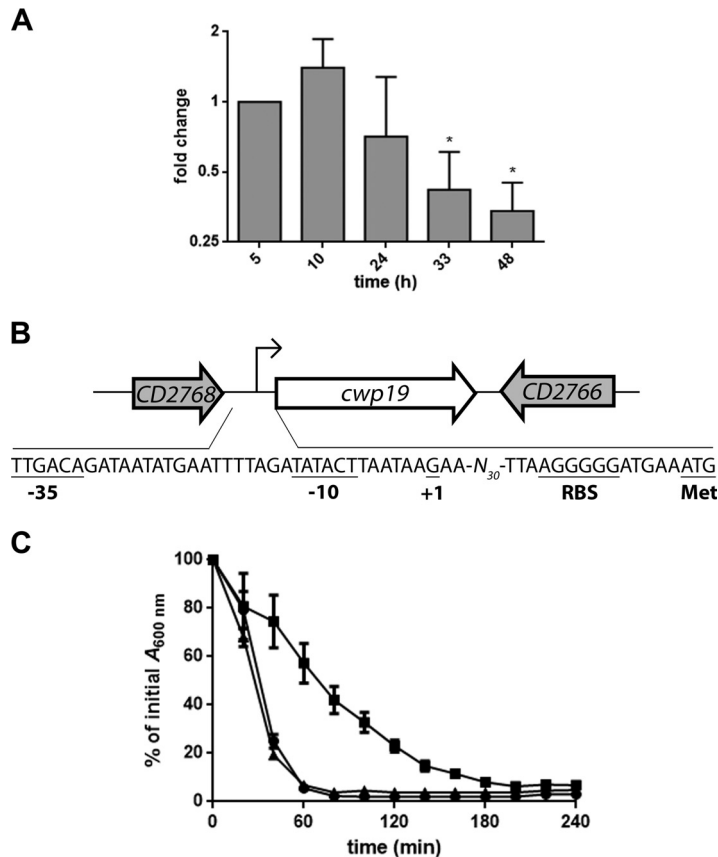 A
fold change
2
1
0.5
0.25
* *
5 10 24 33 48
time (h)
B
CD2768 cwp19 CD2766
TTGACAGATAATATGAATTTTAGATATACTTAATAAGAA-N30-TTAAGGGGGATGAAATG
-35 -10 +1 RBS Met
C
% of initial A600 nm
100
80
60
40
20
0
0 60 120 180 240
time (min)